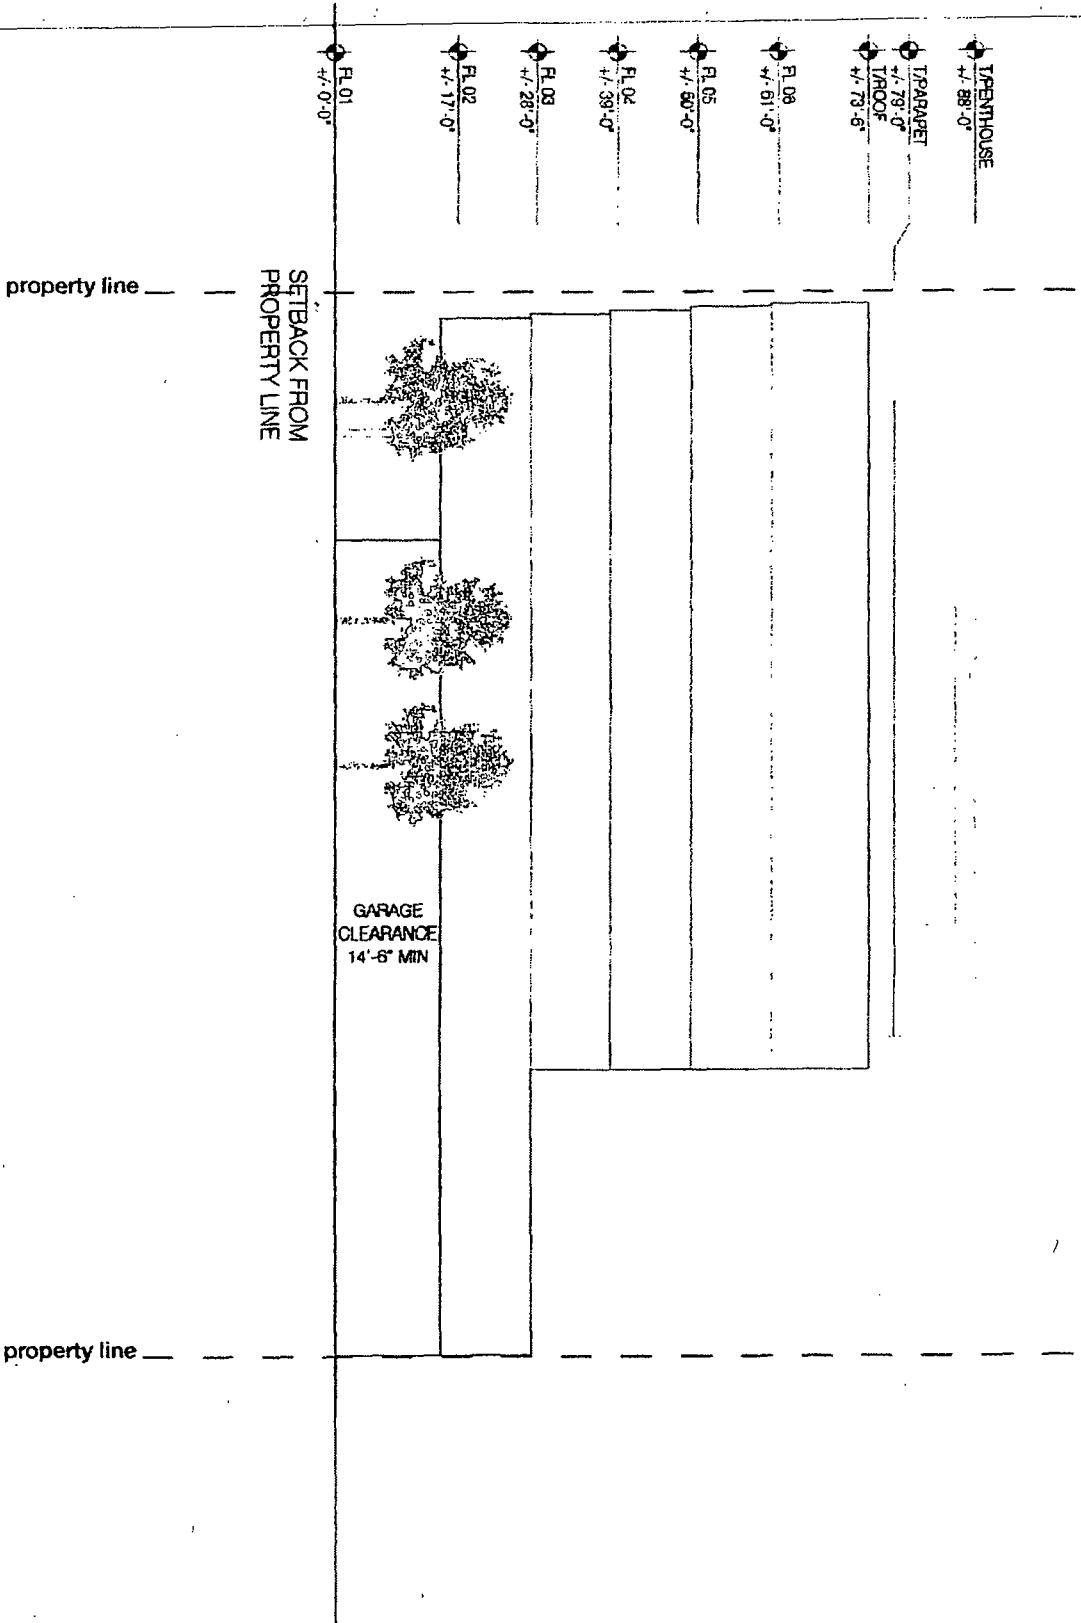 T/PENTHOUSE
+/- 88'-0"
T/PARAPET
+/- 79'-0"
T/ROOF
+/- 73'-6"
FL 06
+/- 61'-0"
FL 05
+/- 50'-0"
FL 04
+/- 39'-0"
FL 03
+/- 28'-0"
FL 02
+/- 17'-0"
FL 01
+/- 0'-0"
property line
SETBACK FROM
PROPERTY LINE
GARAGE
CLEARANCE
14'-6" MIN
property line